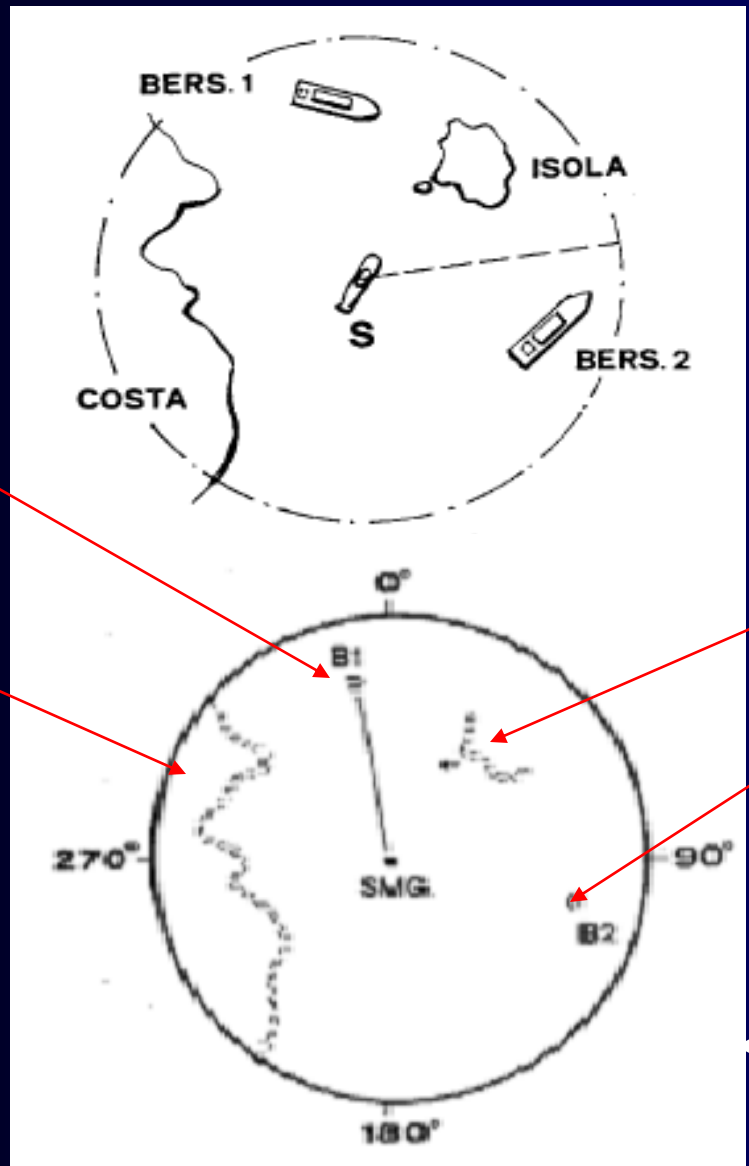 BERS. 1
ISOLA
S
BERS. 2
COSTA
0°
B1
270°
90°
SMG.
B2
180°